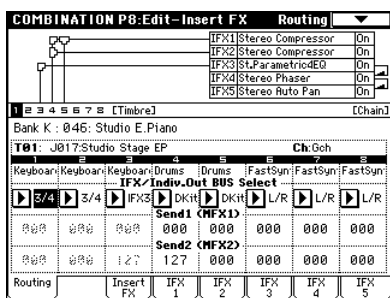 COMBINATION P8:Edit-Insert FX Routing
IFX1 Stereo Compressor On
IFX2 Stereo Compressor On
IFX3 St.Parametric4EQ On
IFX4 Stereo Phaser On
IFX5 Stereo Auto Pan On
1 2 3 4 5 6 7 8 [Timbre] [Chain]
Bank K : 046: Studio E.Piano
T01: J017:Studio Stage EP Ch:Gch
1 2 3 4 5 6 7 8
Keyboar Keyboar Keyboar Drums Drums FastSyn FastSyn FastSyn
IFX/Indiv.Out BUS Select
3/4 3/4 IFX3 DKit DKit L/R L/R L/R
Send1 (MFX1)
000 000 000 000 000 000 000 000
Send2 (MFX2)
000 000 127 127 000 000 000 000
Routing Insert FX IFX 1 IFX 2 IFX 3 IFX 4 IFX 5